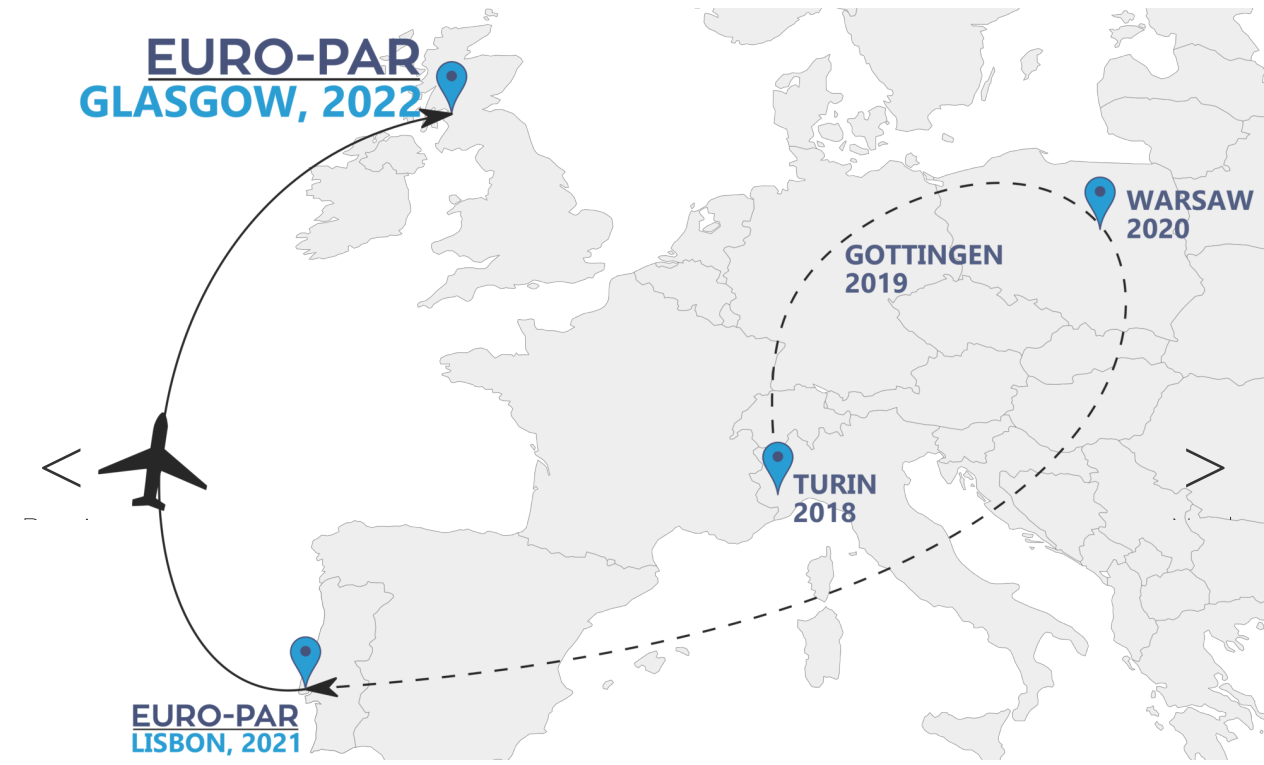 EURO-PAR
GLASGOW, 2022
WARSAW
2020
GOTTINGEN
2019
TURIN
2018
EURO-PAR
LISBON, 2021